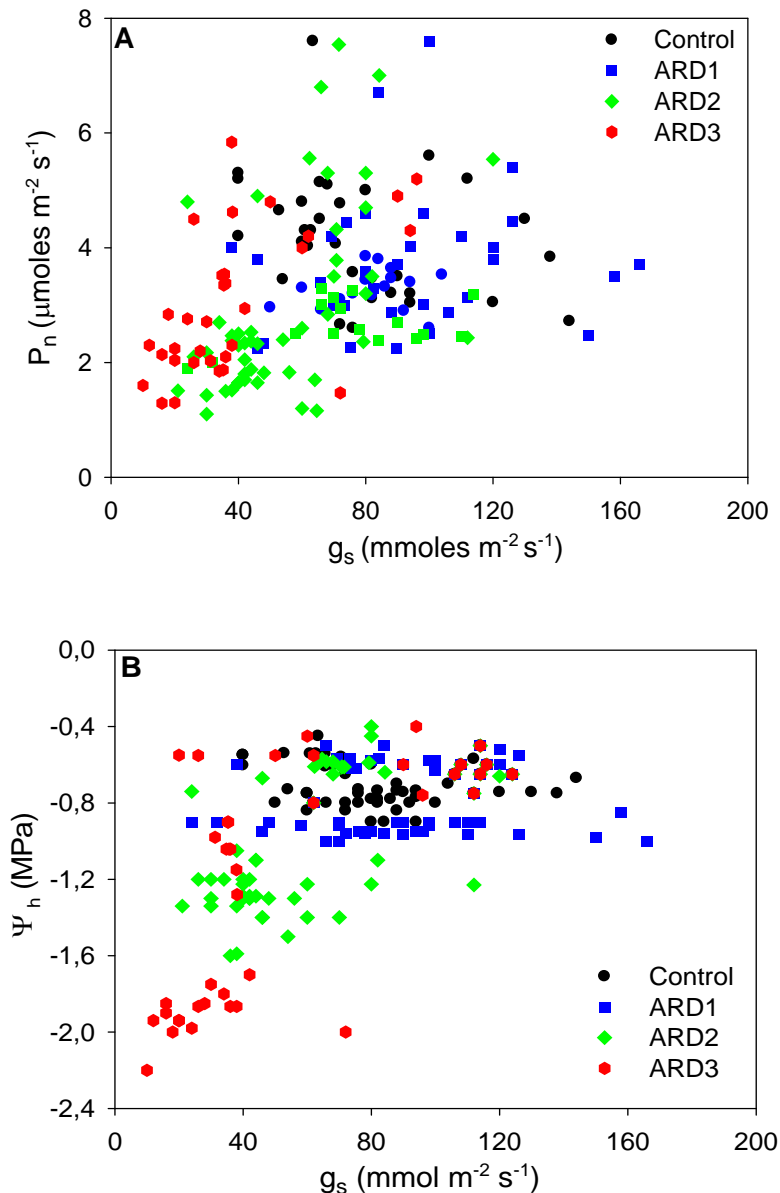 A
8
6
4
2
0
Pn (µmoles m-2 s-1)
Control
ARD1
ARD2
ARD3
0 40 80 120 160 200
gs (mmoles m-2 s-1)
B
0,0
-0,4
-0,8
-1,2
-1,6
-2,0
-2,4
Ψh (MPa)
Control
ARD1
ARD2
ARD3
0 40 80 120 160 200
gs (mmol m-2 s-1)